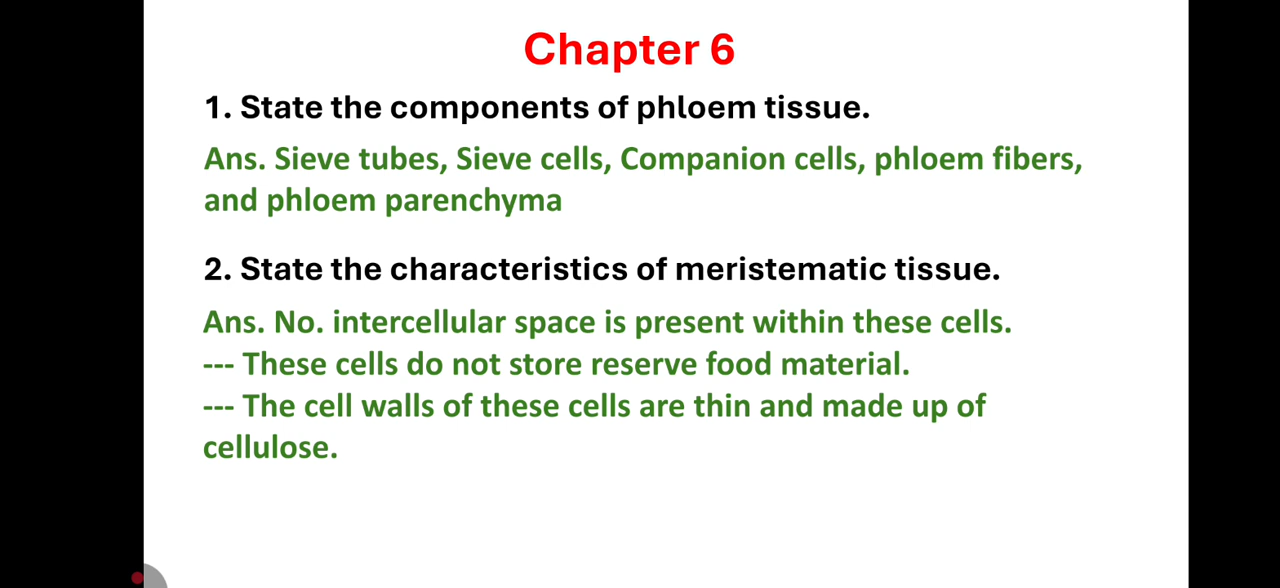 Chapter 6
1. State the components of phloem tissue.
Ans. Sieve tubes, Sieve cells, Companion cells, phloem fibers,
and phloem parenchyma
2. State the characteristics of meristematic tissue.
Ans. No. intercellular space is present within these cells.
--- These cells do not store reserve food material.
--- The cell walls of these cells are thin and made up of
cellulose.